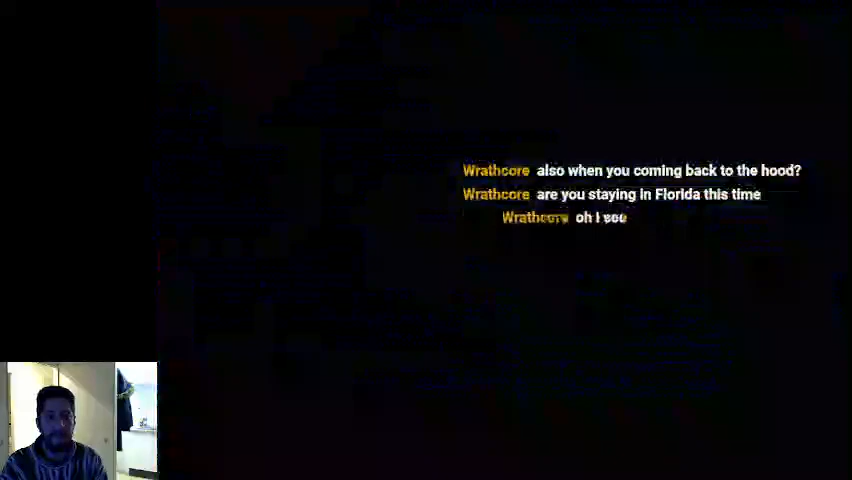 Wrathcore also when you coming back to the hood?
Wrathcore are you staying in Florida this time
Wrathcore oh I see